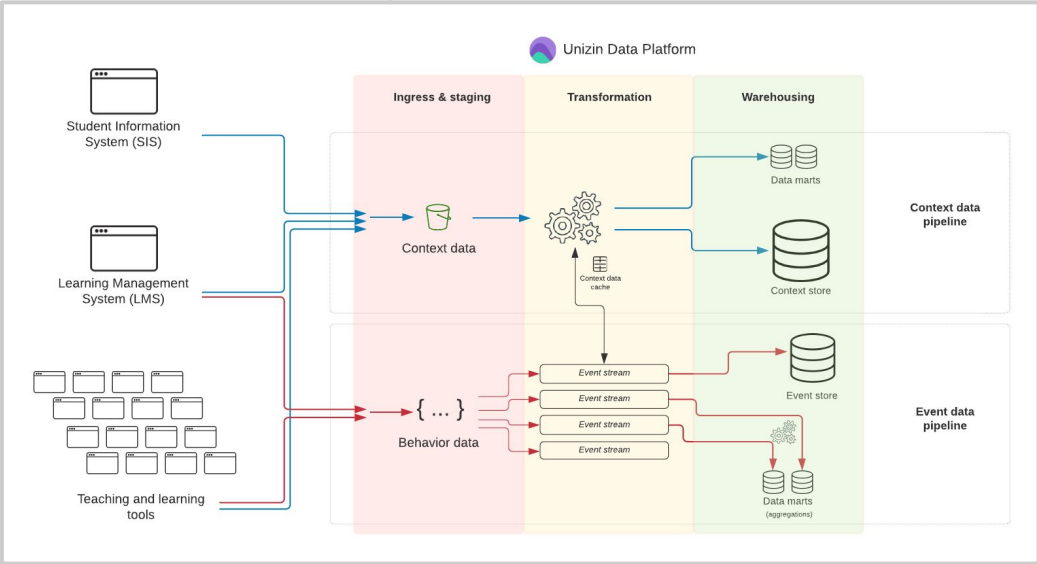 Unizin Data Platform
Ingress & staging
Transformation
Warehousing
Student Information
System (SIS)
Data marts
Context data
pipeline
Context data
Context data
cache
Learning Management
System (LMS)
Context store
Event stream
Event stream
Event stream
Event stream
{ ... }
Behavior data
Event store
Event data
pipeline
Teaching and learning
tools
Data marts
(aggregations)